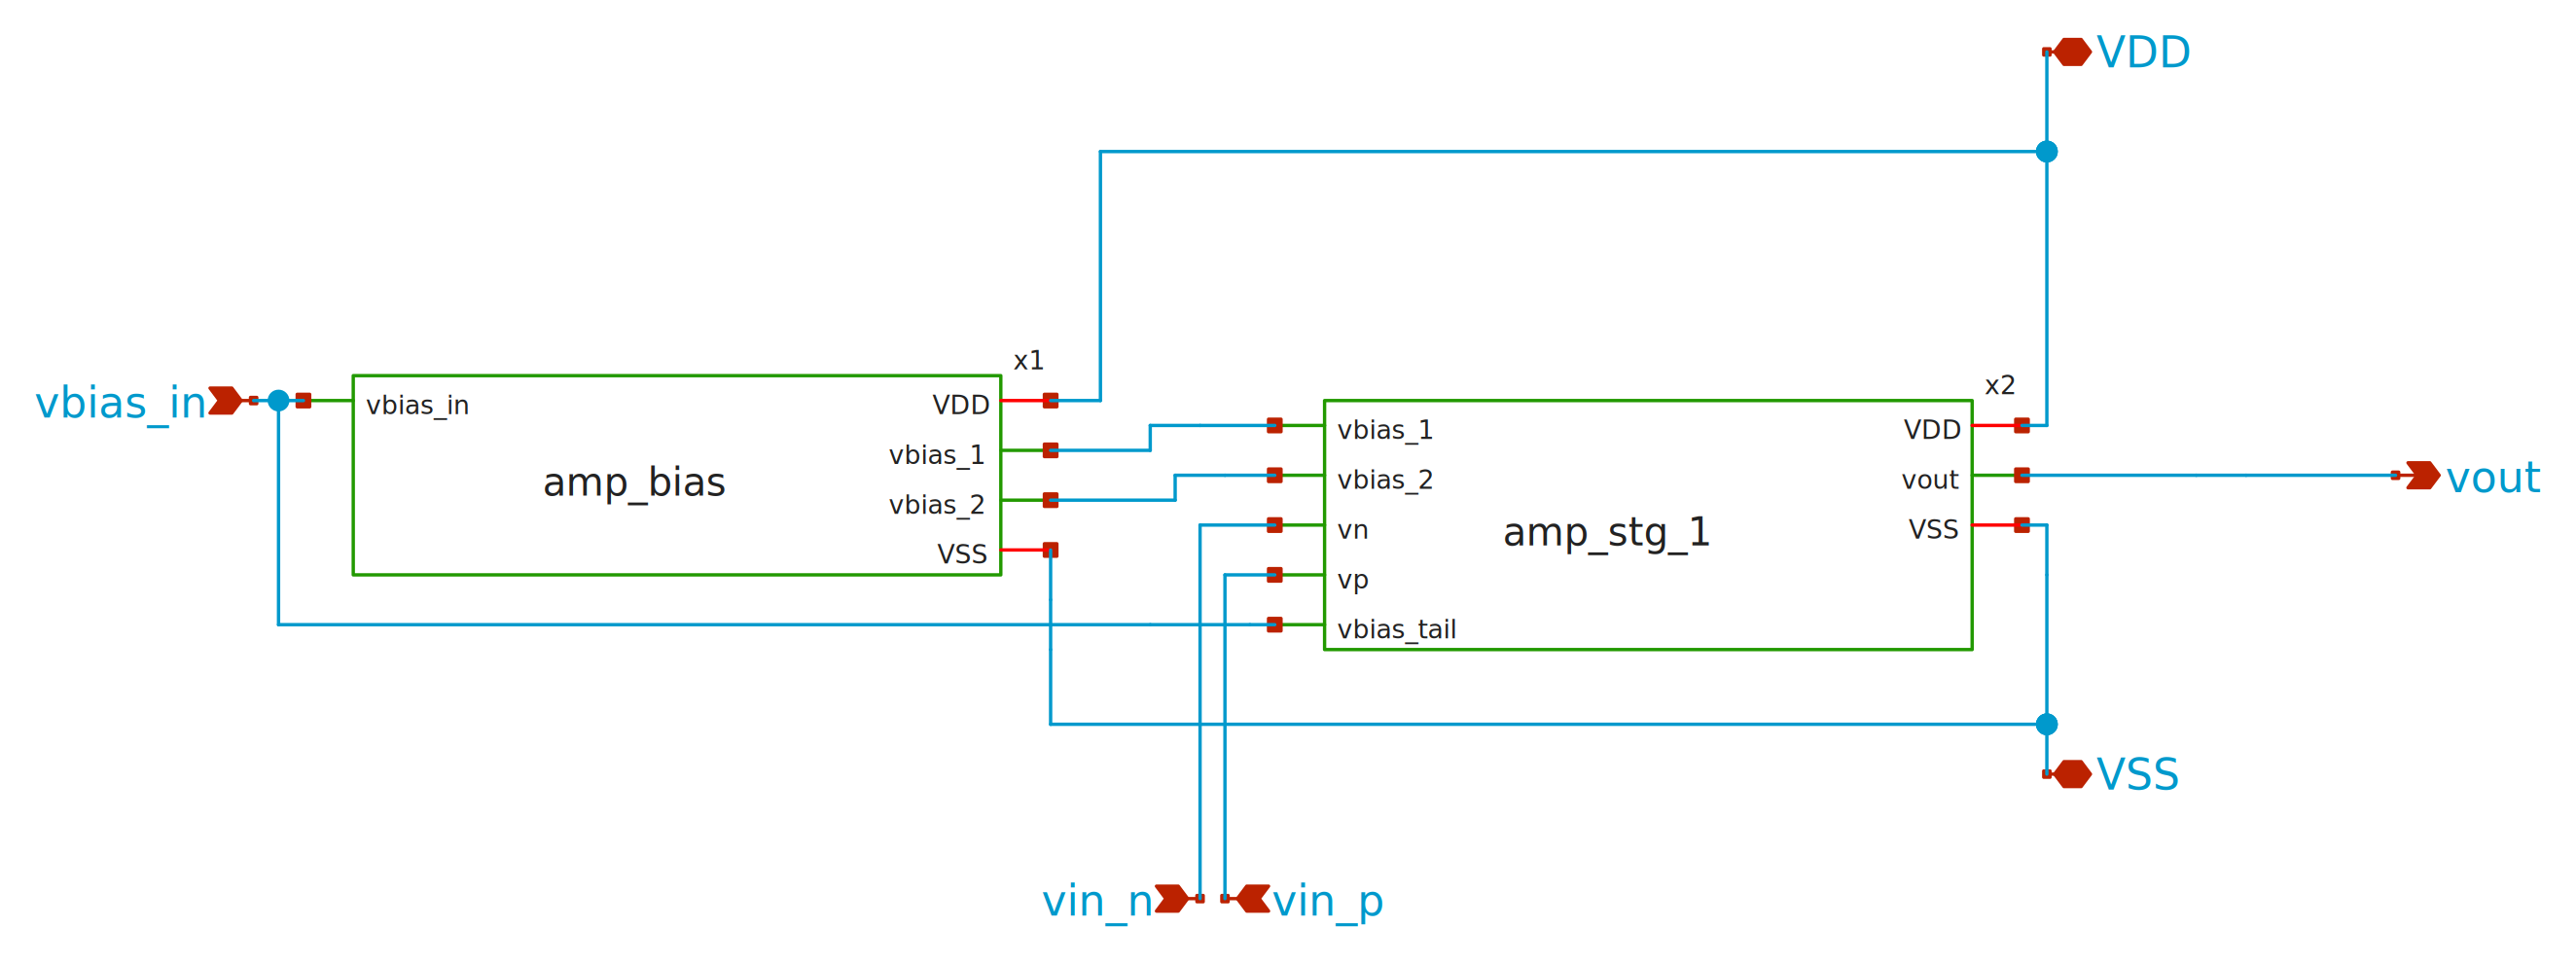 VDD
x1
x2
vbias_in
vbias_in
VDD
vbias_1
vbias_2
VSS
amp_bias
vbias_1
vbias_2
vn
vp
vbias_tail
amp_stg_1
VDD
vout
VSS
vout
VSS
vin_n
vin_p